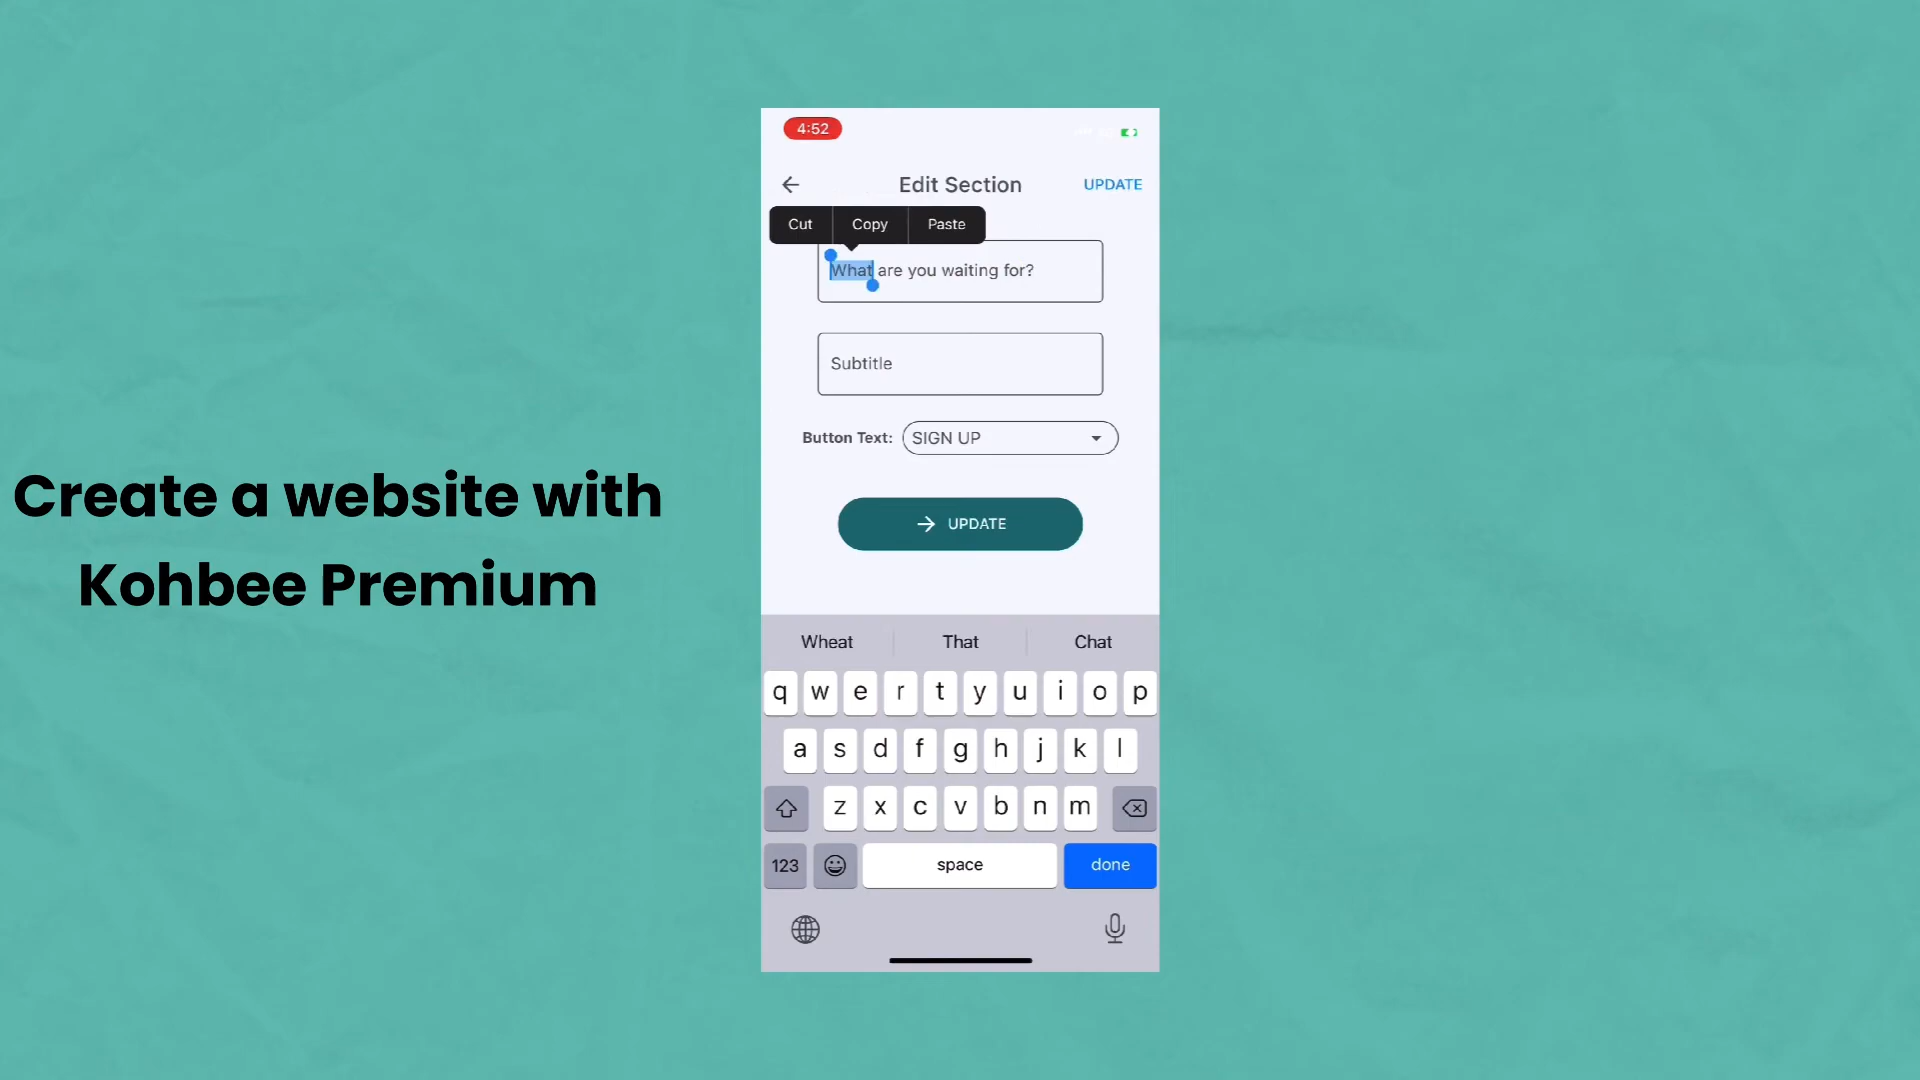 Create a website with
Kohbee Premium
4:52
Edit Section
UPDATE
Cut Copy Paste
What are you waiting for?
Subtitle
Button Text: SIGN UP
UPDATE
Wheat That Chat
q w e r t y u i o p
a s d f g h j k l
z x c v b n m
123 space done